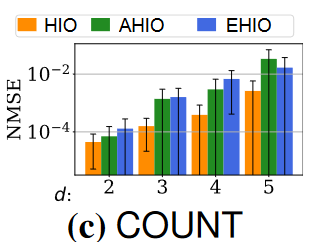 HIO AHIO EHIO
NMSE
10⁻²
10⁻⁴
d: 2 3 4 5
(c) COUNT